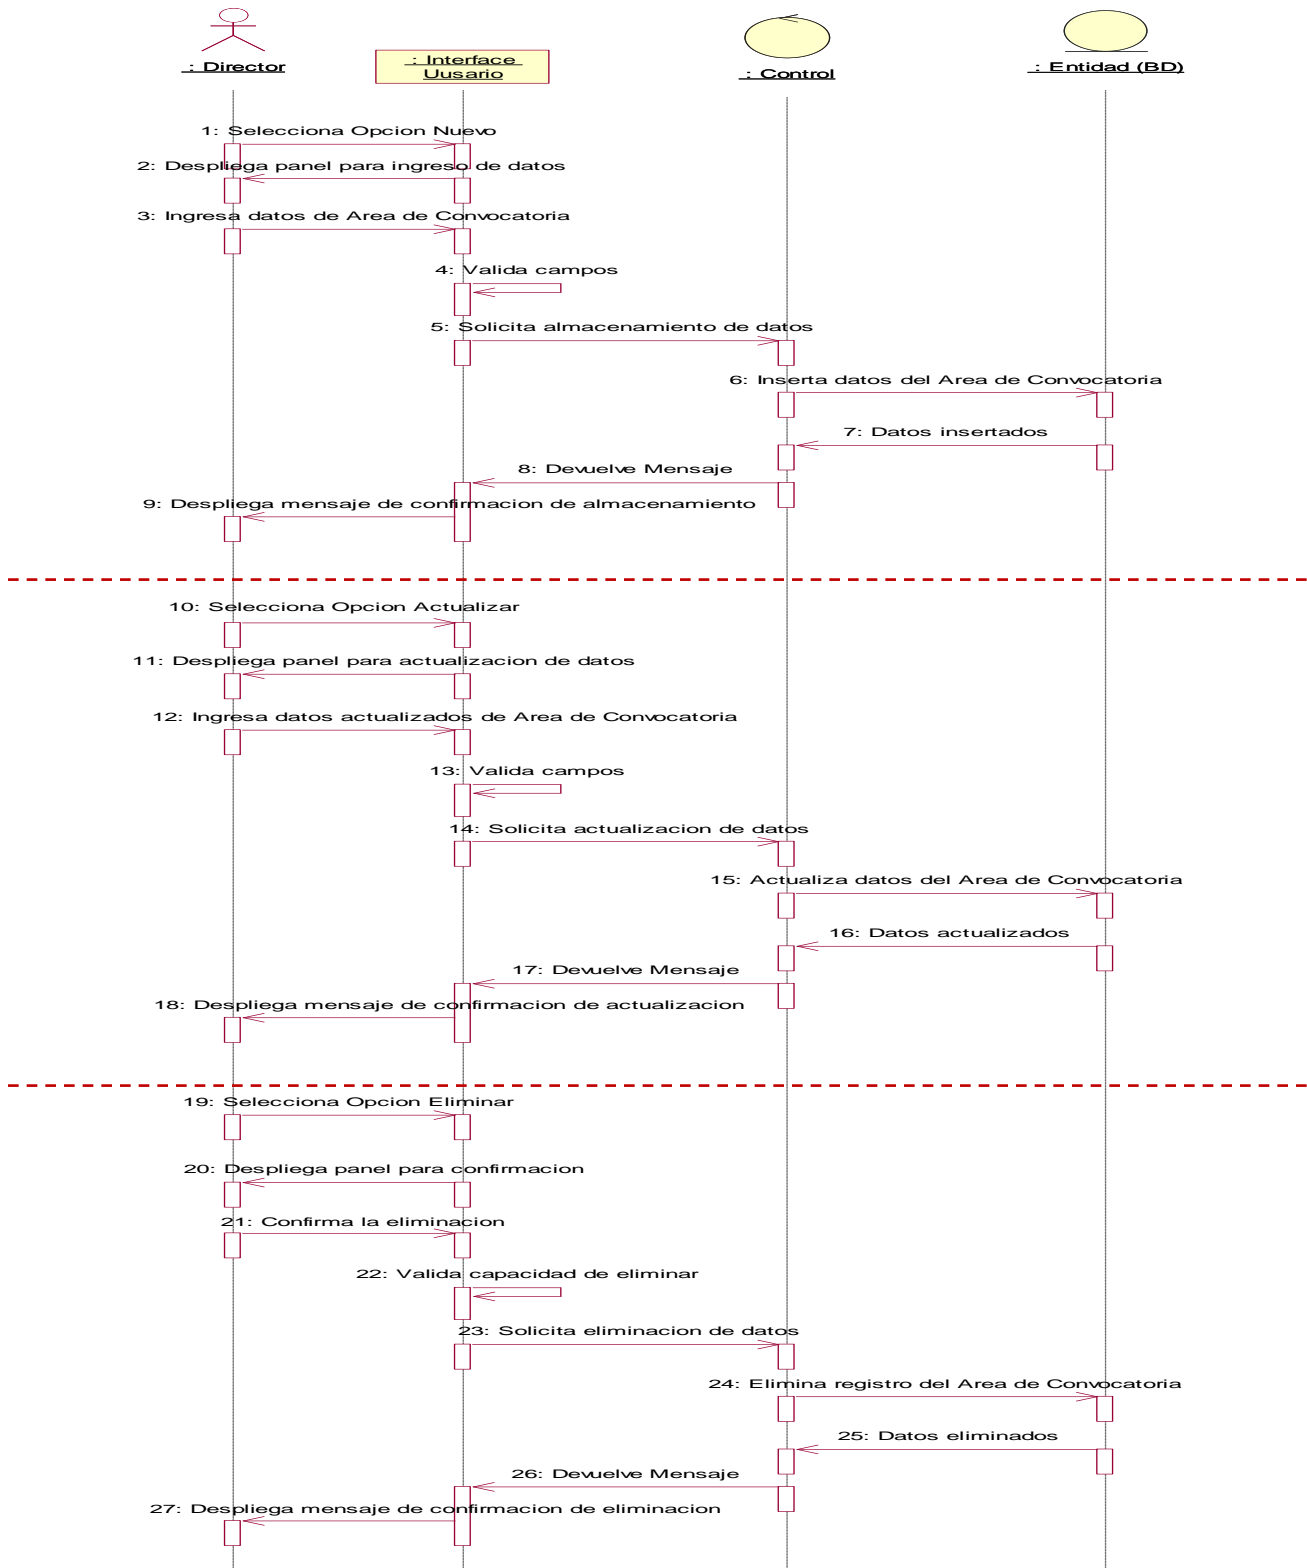 : Director
: Interface
Uusario
: Control
: Entidad (BD)
1: Selecciona Opcion Nuevo
2: Despliega panel para ingreso de datos
3: Ingresa datos de Area de Convocatoria
4: Valida campos
5: Solicita almacenamiento de datos
6: Inserta datos del Area de Convocatoria
7: Datos insertados
8: Devuelve Mensaje
9: Despliega mensaje de confirmacion de almacenamiento
10: Selecciona Opcion Actualizar
11: Despliega panel para actualizacion de datos
12: Ingresa datos actualizados de Area de Convocatoria
13: Valida campos
14: Solicita actualizacion de datos
15: Actualiza datos del Area de Convocatoria
16: Datos actualizados
17: Devuelve Mensaje
18: Despliega mensaje de confirmacion de actualizacion
19: Selecciona Opcion Eliminar
20: Despliega panel para confirmacion
21: Confirma la eliminacion
22: Valida capacidad de eliminar
23: Solicita eliminacion de datos
24: Elimina registro del Area de Convocatoria
25: Datos eliminados
26: Devuelve Mensaje
27: Despliega mensaje de confirmacion de eliminacion